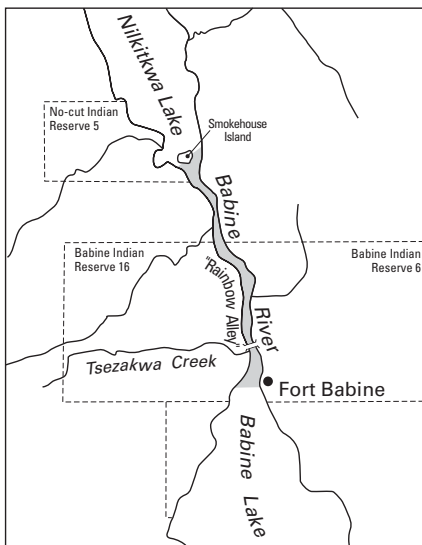 Nilkitkwa Lake
No-cut Indian
Reserve 5
Smokehouse
Island
Babine
River
Babine Indian
Reserve 16
Babine Indian
Reserve 6
"Rainbow Alley"
Tsezakwa Creek
Fort Babine
Babine
Lake